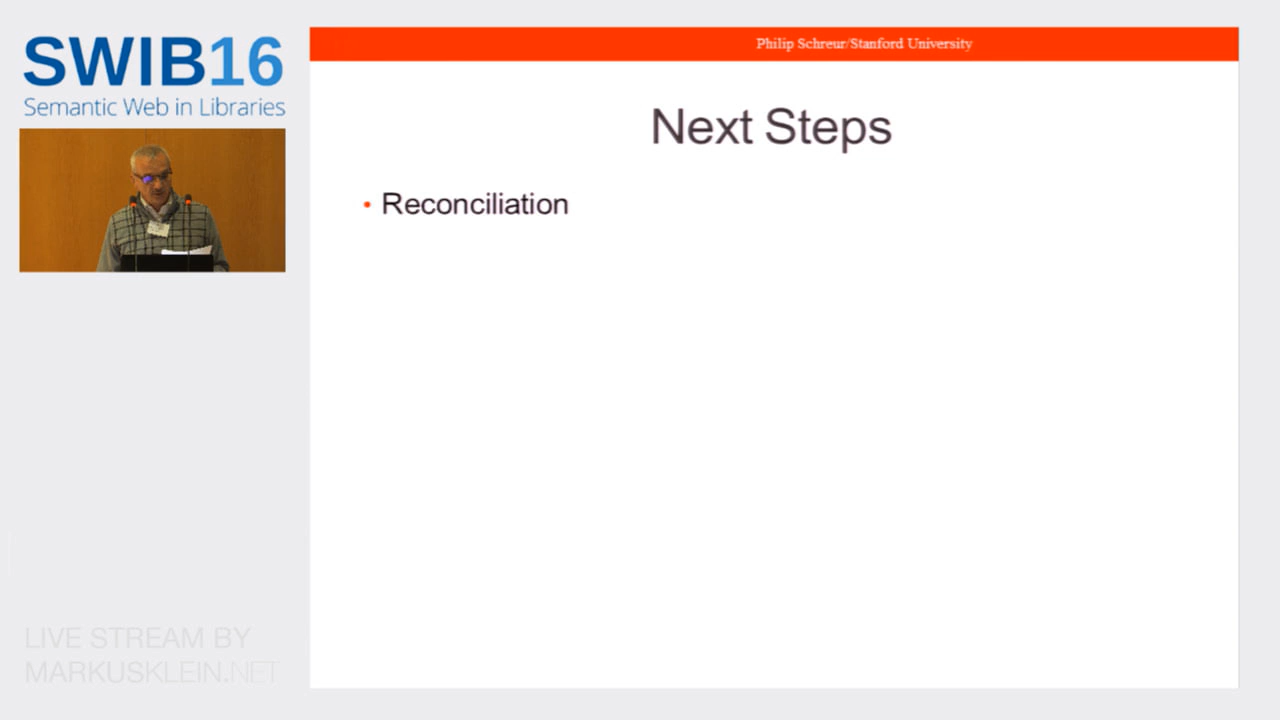 SWIB16
Semantic Web in Libraries
Philip Schreur/Stanford University
Next Steps
• Reconciliation
LIVE STREAM BY
MARKUSKLEIN.NET